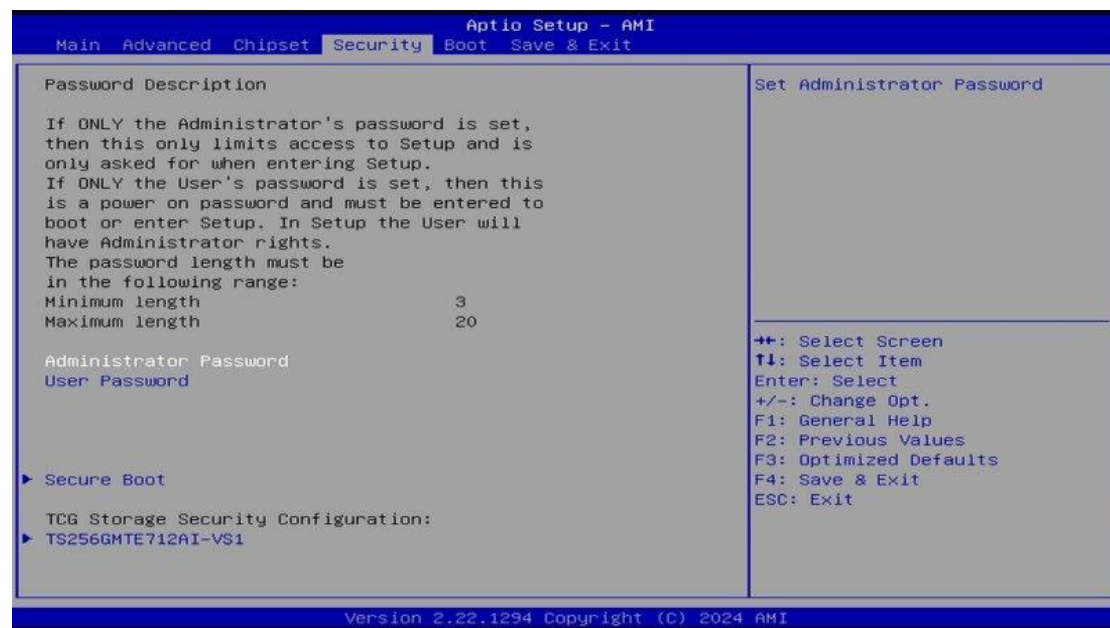 Aptio Setup – AMI
Main Advanced Chipset Security Boot Save & Exit
Password Description
If ONLY the Administrator's password is set,
then this only limits access to Setup and is
only asked for when entering Setup.
If ONLY the User's password is set, then this
is a power on password and must be entered to
boot or enter Setup. In Setup the User will
have Administrator rights.
The password length must be
in the following range:
Minimum length 3
Maximum length 20
Administrator Password
User Password
Secure Boot
TCG Storage Security Configuration:
TS256GMTE712AI-VS1
Set Administrator Password
→←: Select Screen
↑↓: Select Item
Enter: Select
+/-: Change Opt.
F1: General Help
F2: Previous Values
F3: Optimized Defaults
F4: Save & Exit
ESC: Exit
Version 2.22.1294 Copyright (C) 2024 AMI